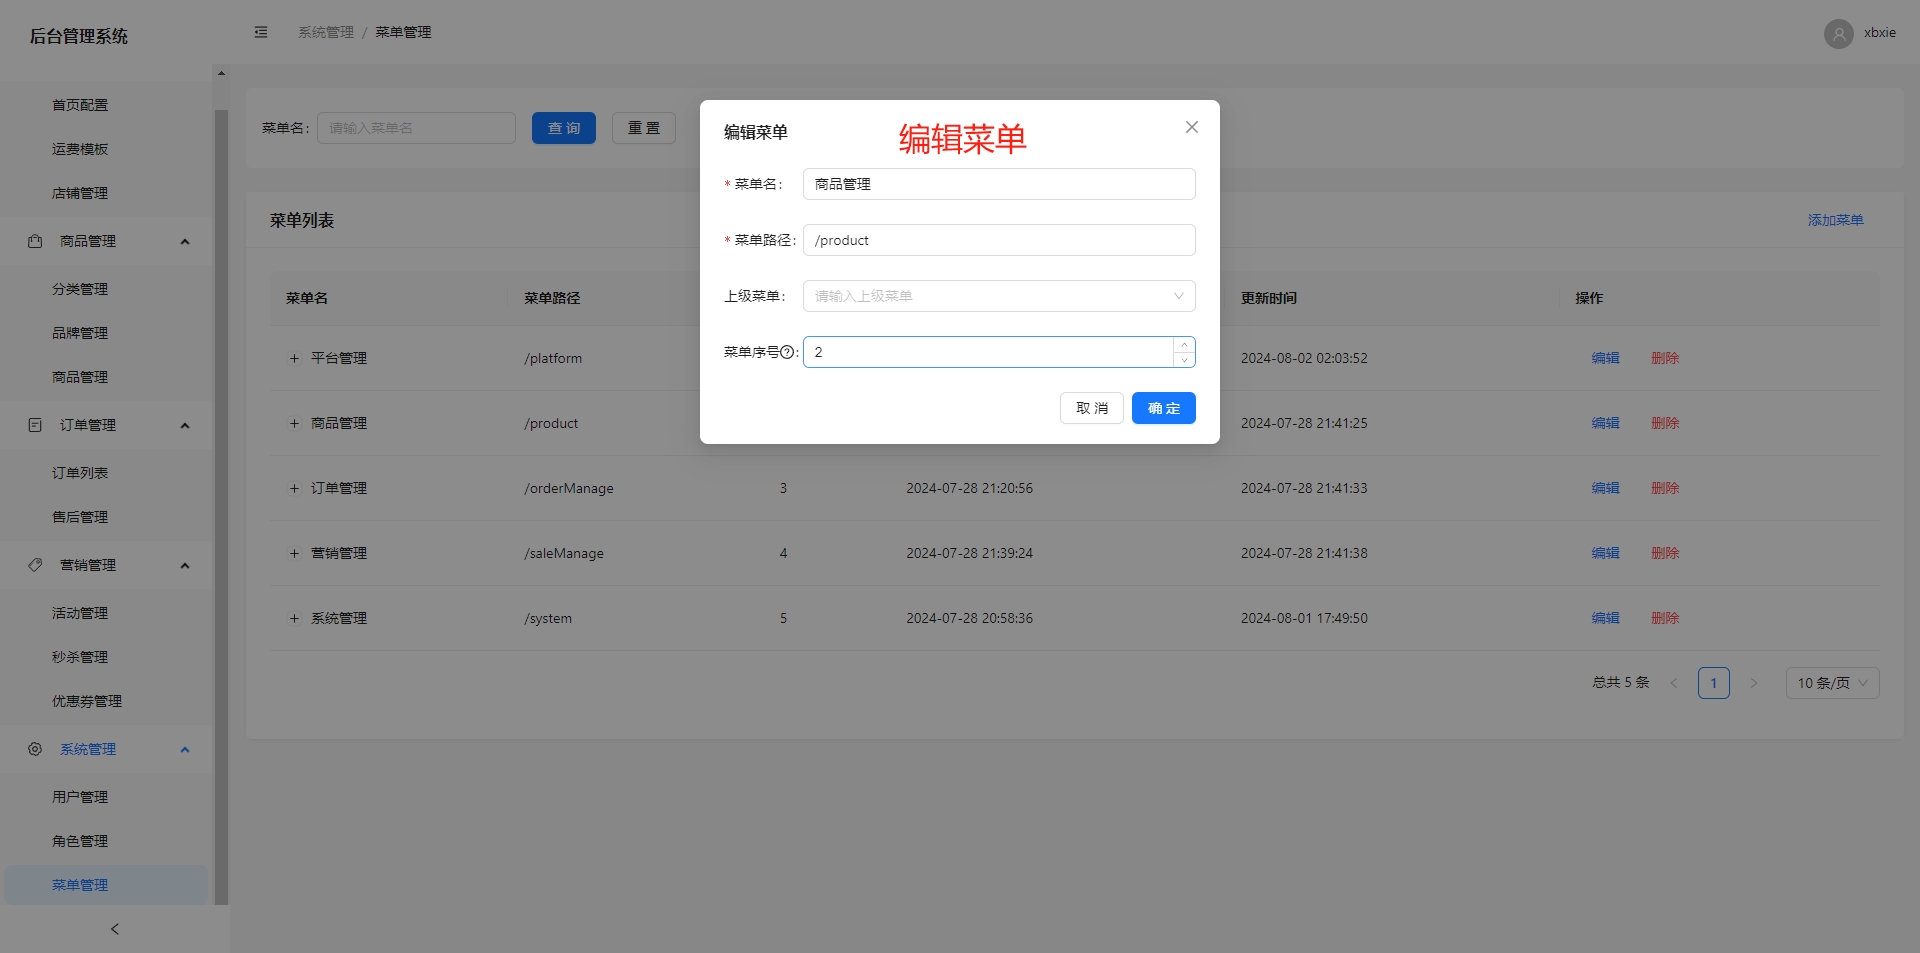 后台管理系统
系统管理 / 菜单管理
xbxie
首页配置
运费模板
店铺管理
商品管理
分类管理
品牌管理
商品管理
订单管理
订单列表
售后管理
营销管理
活动管理
秒杀管理
优惠券管理
系统管理
用户管理
角色管理
菜单管理
菜单名: 请输入菜单名 查 询 重 置
菜单列表 添加菜单
菜单名 菜单路径 更新时间 操作
平台管理 /platform 2024-08-02 02:03:52 编辑 删除
商品管理 /product 2024-07-28 21:41:25 编辑 删除
订单管理 /orderManage 3 2024-07-28 21:20:56 2024-07-28 21:41:33 编辑 删除
营销管理 /saleManage 4 2024-07-28 21:39:24 2024-07-28 21:41:38 编辑 删除
系统管理 /system 5 2024-07-28 20:58:36 2024-08-01 17:49:50 编辑 删除
总共 5 条 < 1 > 10 条/页
编辑菜单
编辑菜单
* 菜单名: 商品管理
* 菜单路径: /product
上级菜单: 请输入上级菜单
菜单序号?: 2
取 消 确 定